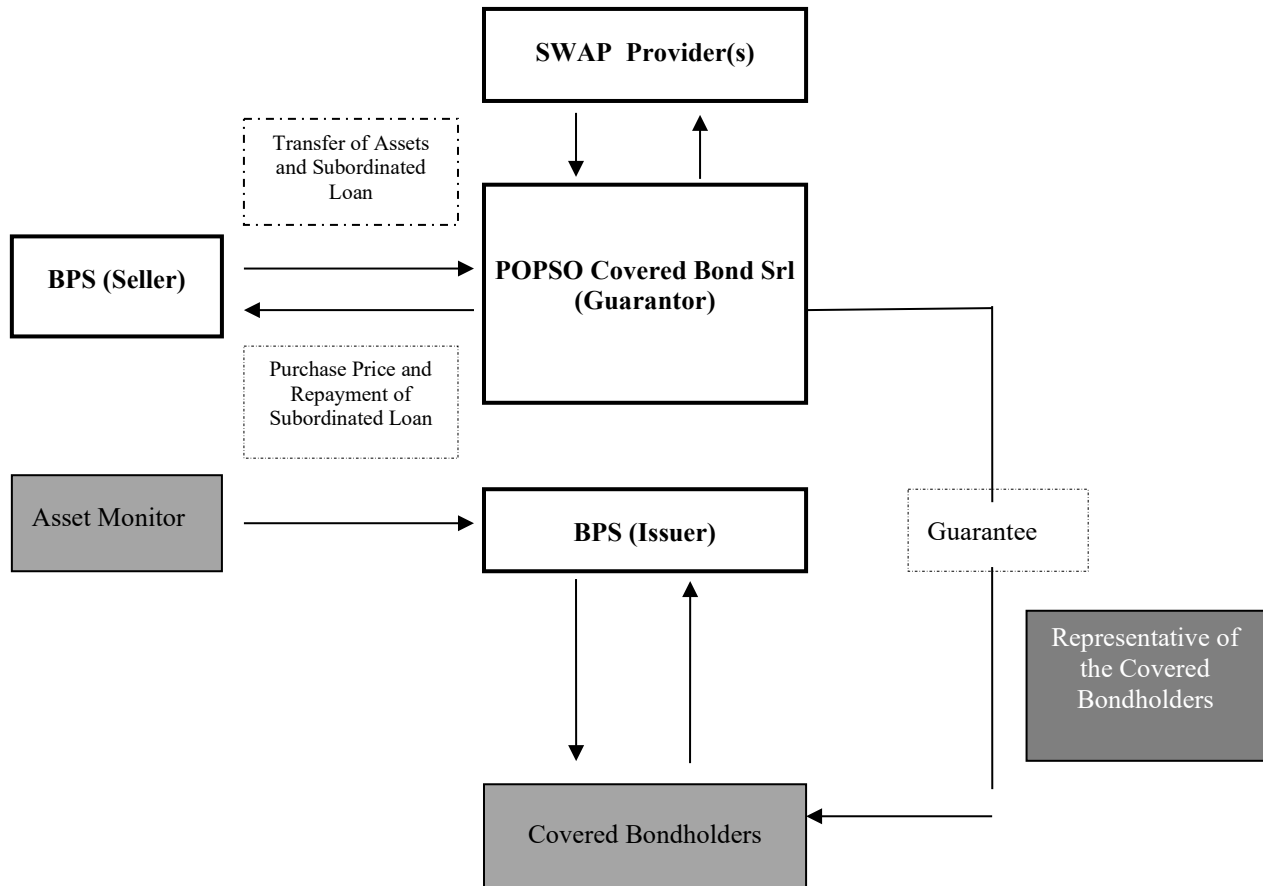 SWAP Provider(s)
Transfer of Assets
and Subordinated
Loan
BPS (Seller)
POPSO Covered Bond Srl
(Guarantor)
Purchase Price and
Repayment of
Subordinated Loan
Asset Monitor
BPS (Issuer)
Guarantee
Representative of
the Covered
Bondholders
Covered Bondholders